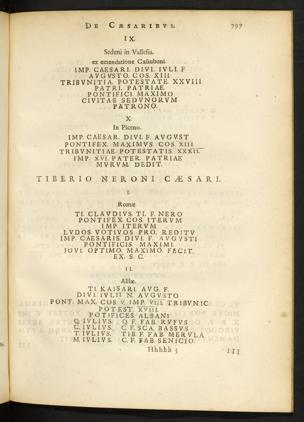 DE CÆSARIBVS. 797
IX.
Seduni in Vallesia.
ex emendatione Casauboni
IMP. CAESARI. DIVI. IVLI F
AVGVSTO. COS. XIII
TRIBVNITIA. POTESTATE. XXVIII
PATRI. PATRIAE.
PONTIFICI. MAXIMO
CIVITAS SEDVNORVM
PATRONO.
X.
In Piceno.
IMP. CAESAR. DIVI. F. AVGVST
PONTIFEX. MAXIMVS. COS. XIII
TRIBVNITIAE. POTESTATIS. XXXII.
IMP. XVI. PATER. PATRIAE
MVRVM. DEDIT.
TIBERIO NERONI CÆSARI.
I
Romæ
TI. CLAVDIVS. TI. F. NERO
PONTIFEX. COS. ITERVM
IMP. ITERVM
LVDOS. VOTIVOS. PRO. REDITV
IMP. CAESARIS. DIVI. F. AVGVSTI
PONTIFICIS. MAXIMI.
IOVI. OPTIMO. MAXIMO. FECIT.
EX. S. C.
II.
Albæ.
TI. KAISARI. AVG. F.
DIVI. IVLII. N. AVGVSTO
PONT. MAX. COS. V. IMP. VIII. TRIBVNIC
POTEST. XVIII.
POTIFICES ALBANI
Q. IVLIVS. Q. F. FAB. RVFVS
C. IVLIVS. C. F. SCA. BASSVS
T. IVLIVS. TIB. F. FAB. MERVLA
M. IVLIVS. C. F. FAB. SENICIO.
Hhhhh 3 III